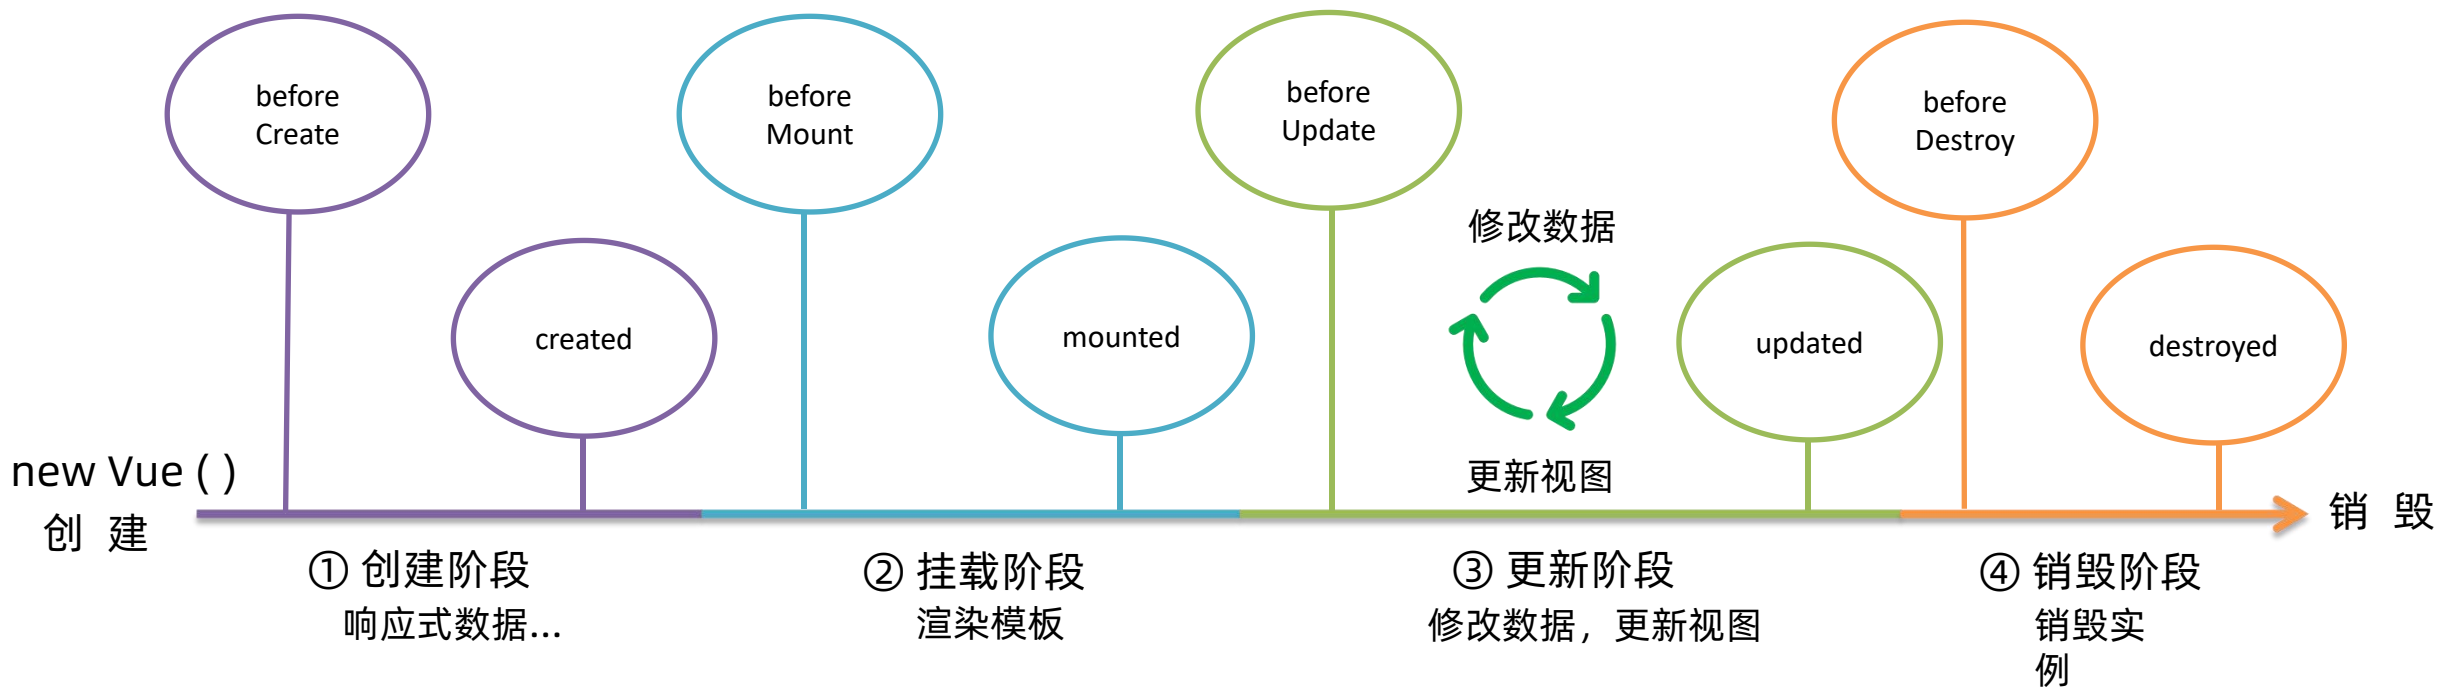 before
Create
before
Mount
before
Update
before
Destroy
created
mounted
修改数据
更新视图
updated
destroyed
new Vue ( )
创 建
销 毁
① 创建阶段
响应式数据...
② 挂载阶段
渲染模板
③ 更新阶段
修改数据，更新视图
④ 销毁阶段
销毁实
例